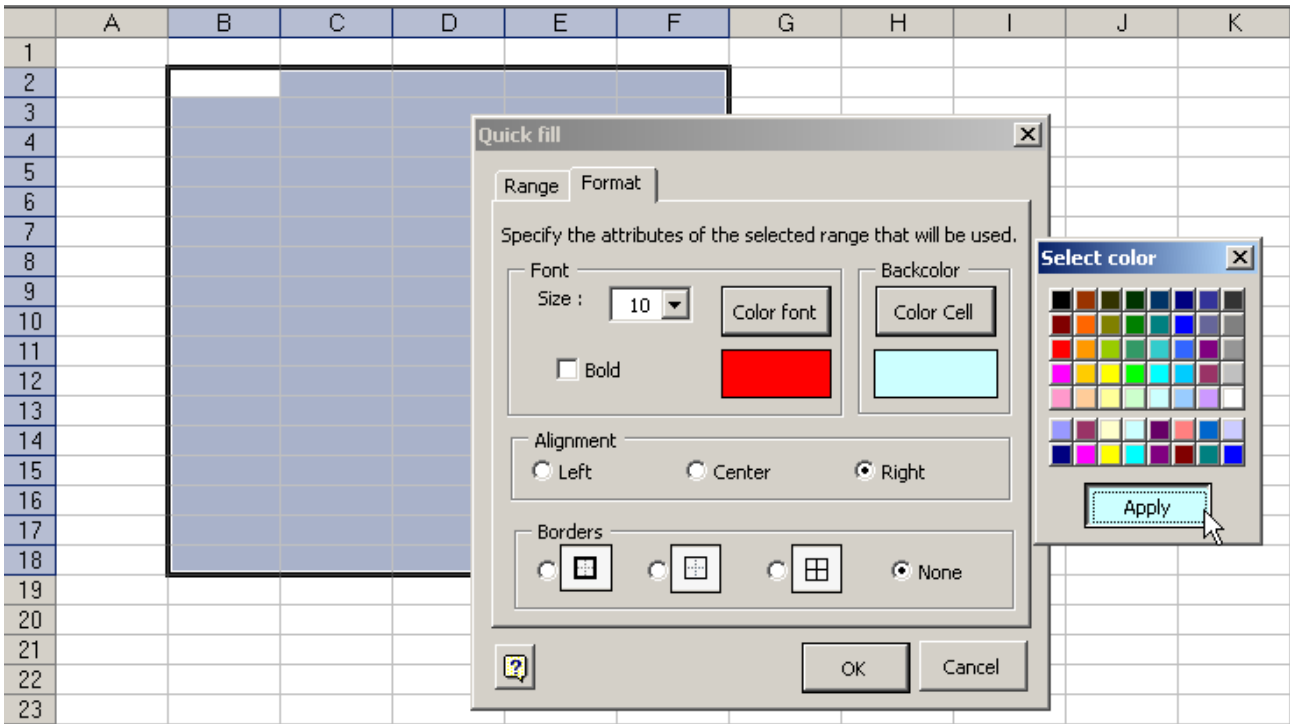 A B C D E F G H I J K
1
2
3
4
5
6
7
8
9
10
11
12
13
14
15
16
17
18
19
20
21
22
23
Quick fill
Range Format
Specify the attributes of the selected range that will be used.
Font
Size : 10 Color font
Bold
Backcolor
Color Cell
Alignment
Left Center Right
Borders
None
?
OK Cancel
Select color
Apply